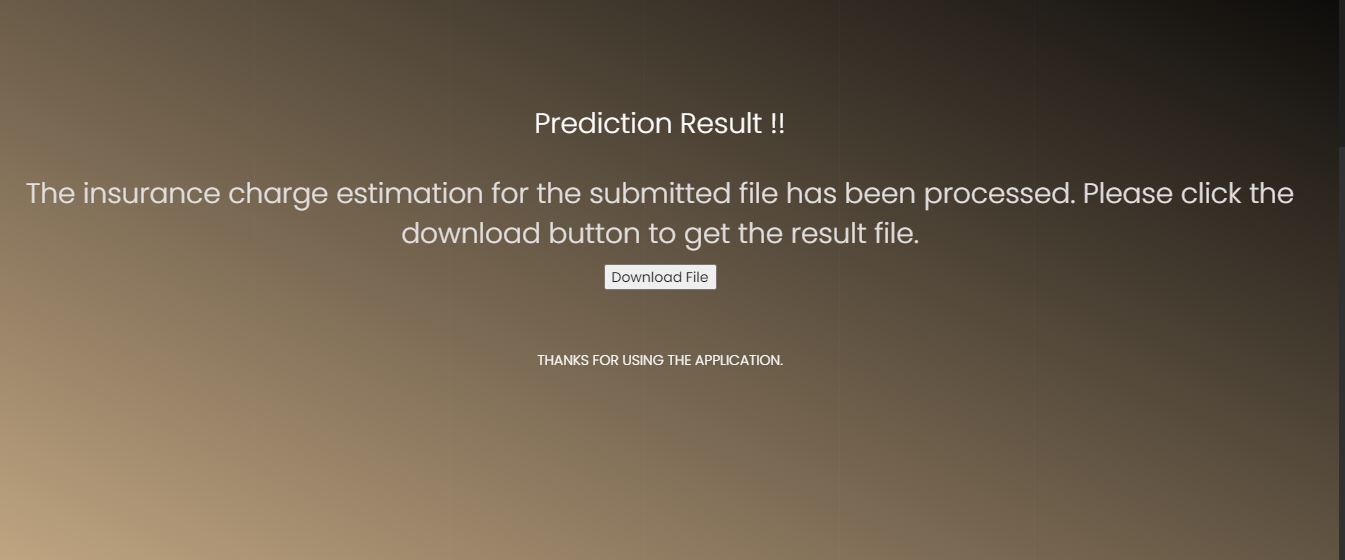 Prediction Result !!
The insurance charge estimation for the submitted file has been processed. Please click the
download button to get the result file.
Download File
THANKS FOR USING THE APPLICATION.